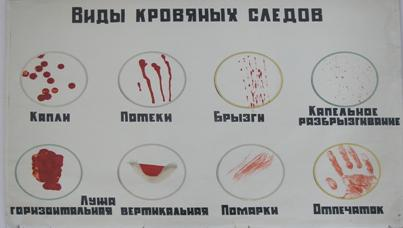 Виды кровяных следов
Капли Потеки Брызги Капельное
разбрызгивание
Лужа
горизонтальная вертикальная Помарки Отпечаток